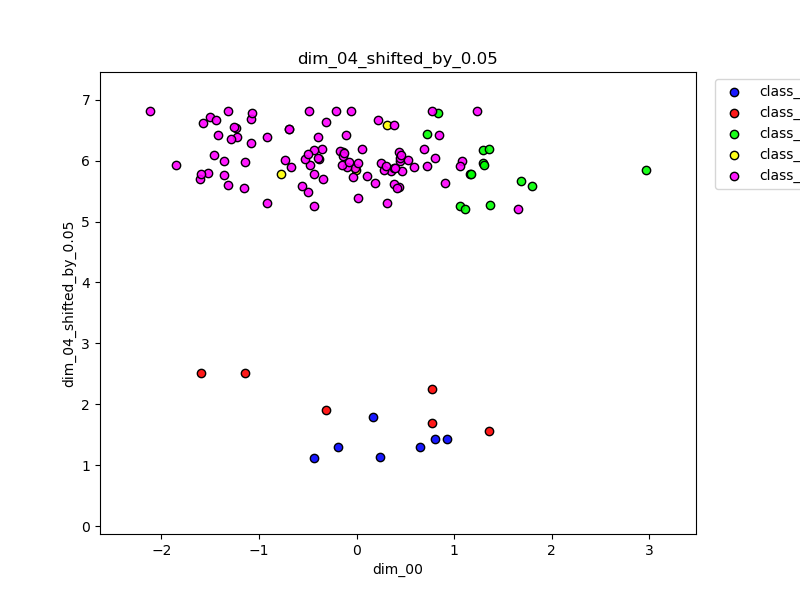 dim_04_shifted_by_0.05
class_
class_
class_
class_
class_
7
6
5
4
3
2
1
0
dim_04_shifted_by_0.05
−2
−1
0
1
2
3
dim_00